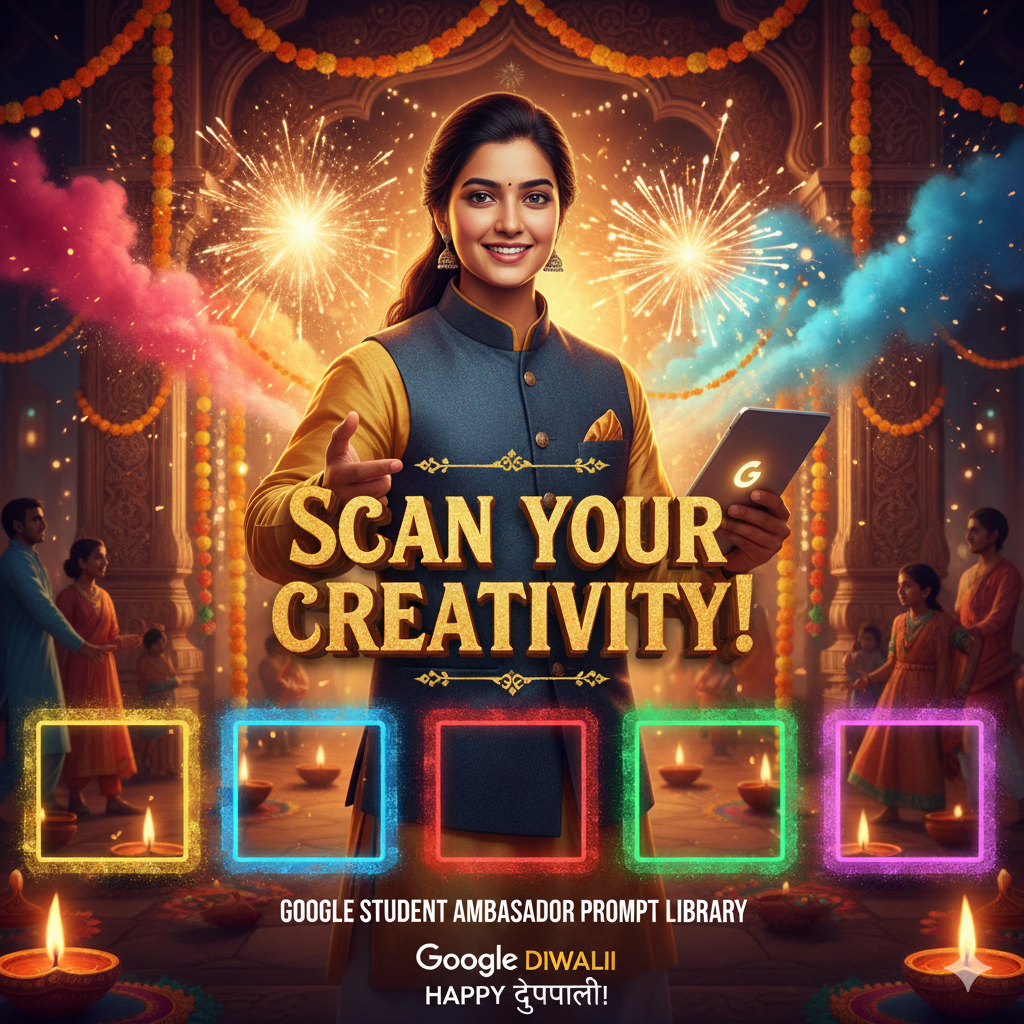 G
SCAN YOUR
CREATIVITY!
GOOGLE STUDENT AMBASADOR PROMPT LIBRARY
Google DIWALII
HAPPY देुपपाली!